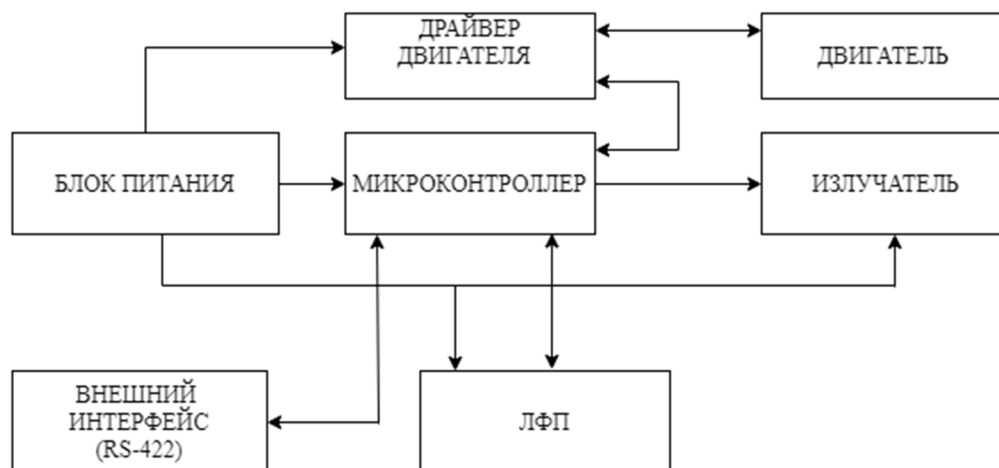 ДРАЙВЕР
ДВИГАТЕЛЯ
ДВИГАТЕЛЬ
БЛОК ПИТАНИЯ
МИКРОКОНТРОЛЛЕР
ИЗЛУЧАТЕЛЬ
ВНЕШНИЙ
ИНТЕРФЕЙС
(RS-422)
ЛФП